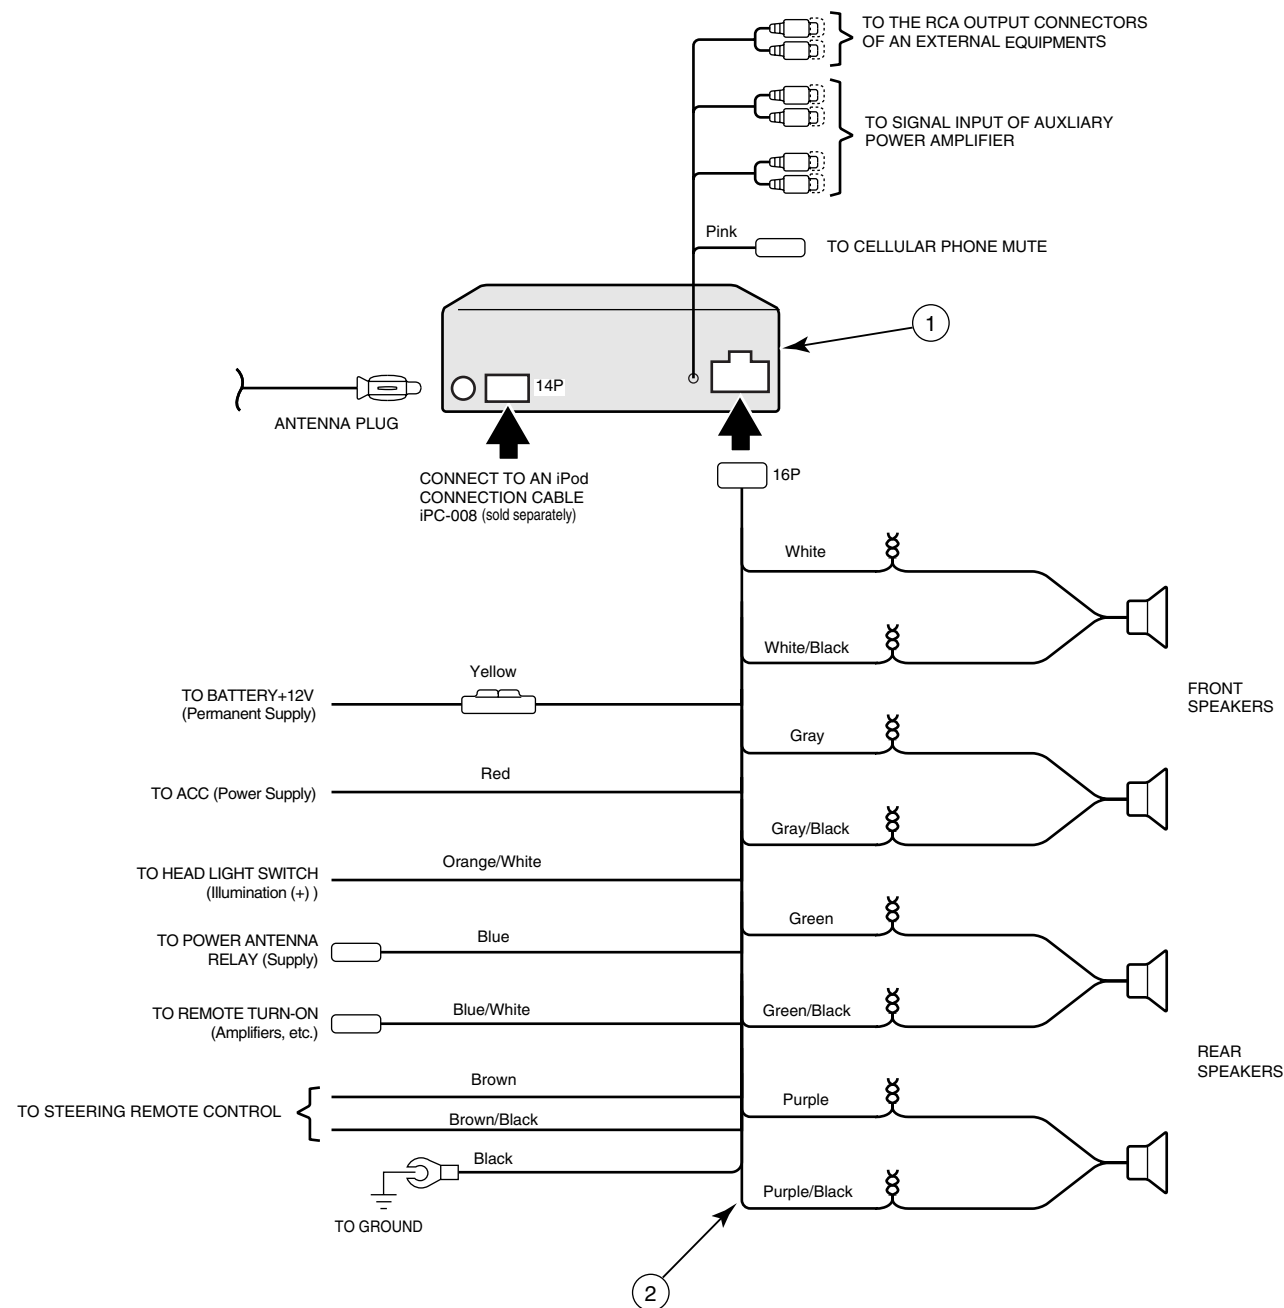 TO THE RCA OUTPUT CONNECTORS
OF AN EXTERNAL EQUIPMENTS
TO SIGNAL INPUT OF AUXLIARY
POWER AMPLIFIER
Pink
TO CELLULAR PHONE MUTE
1
14P
ANTENNA PLUG
CONNECT TO AN iPod
CONNECTION CABLE
iPC-008 (sold separately)
16P
White
White/Black
Yellow
TO BATTERY+12V
(Permanent Supply)
FRONT
SPEAKERS
Gray
Red
TO ACC (Power Supply)
Gray/Black
Orange/White
TO HEAD LIGHT SWITCH
(Illumination (+) )
Green
Blue
TO POWER ANTENNA
RELAY (Supply)
Blue/White
TO REMOTE TURN-ON
(Amplifiers, etc.)
Green/Black
REAR
SPEAKERS
Brown
Purple
TO STEERING REMOTE CONTROL
Brown/Black
Black
Purple/Black
TO GROUND
2